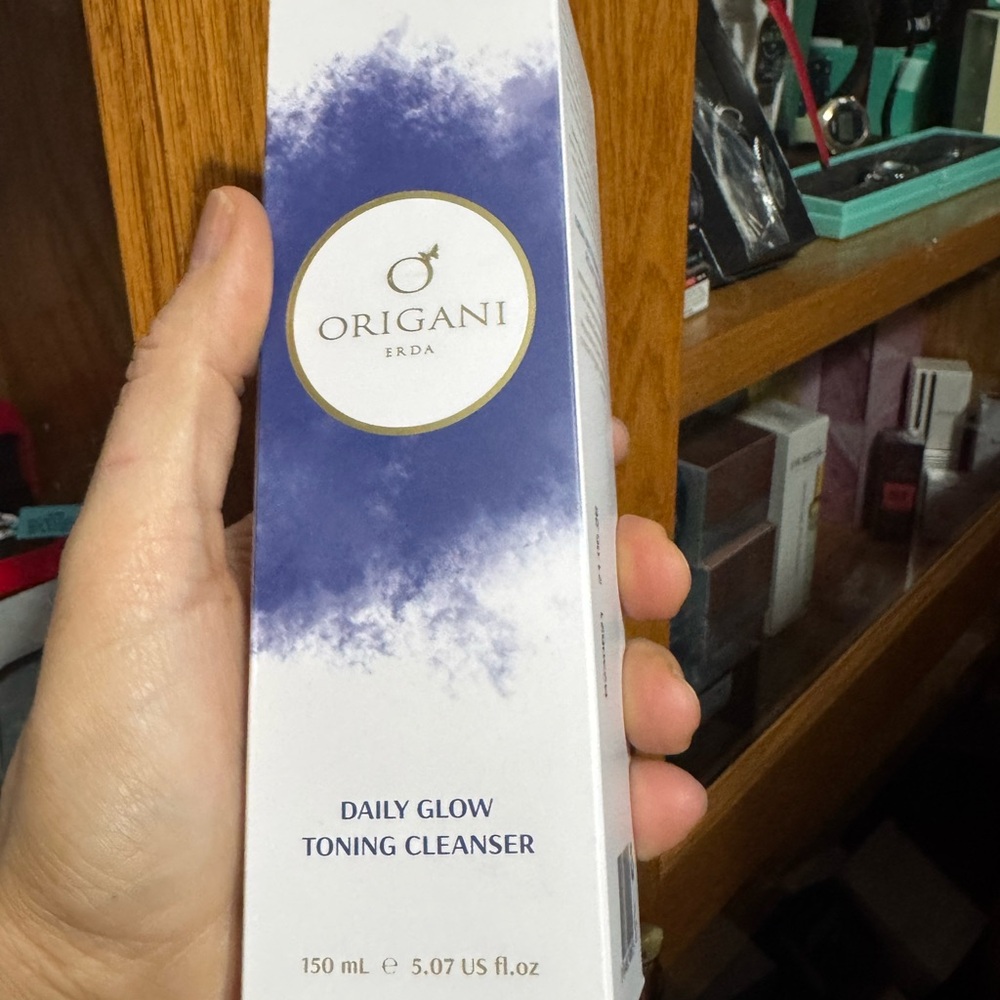 ORIGANI
ERDA
DAILY GLOW
TONING CLEANSER
150 mL ℮ 5.07 US fl.oz